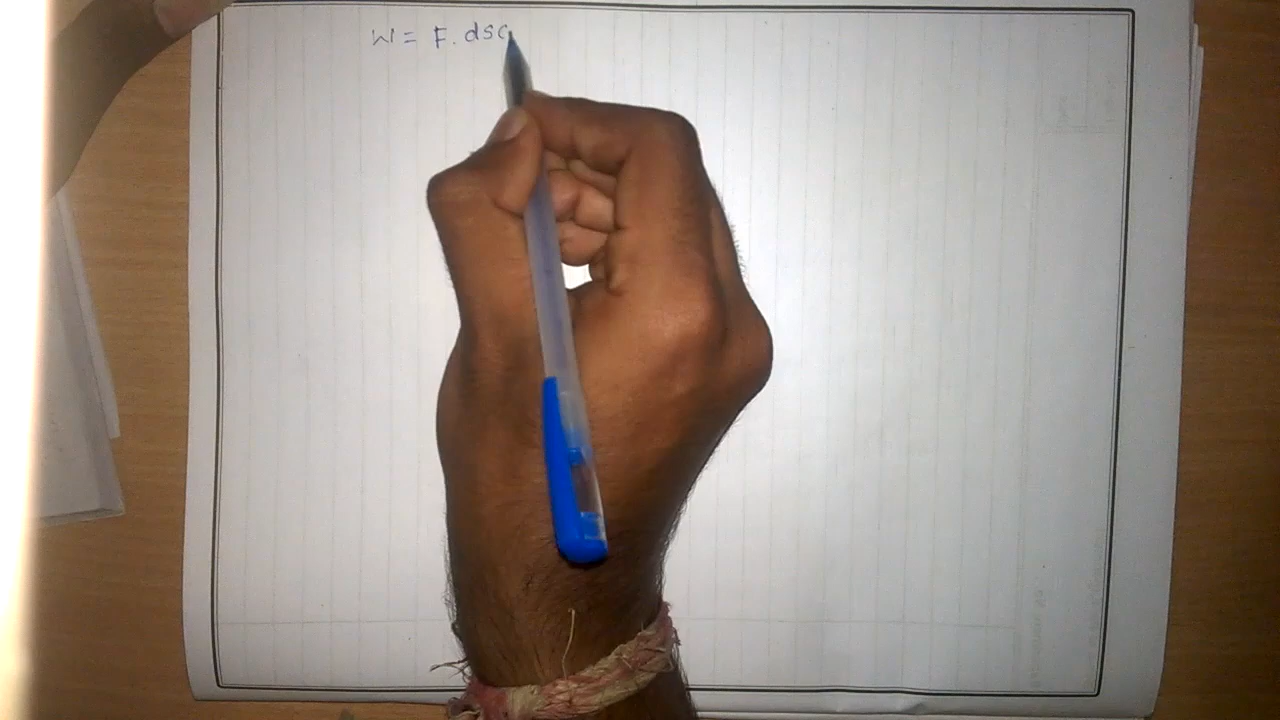 W = F. dsc